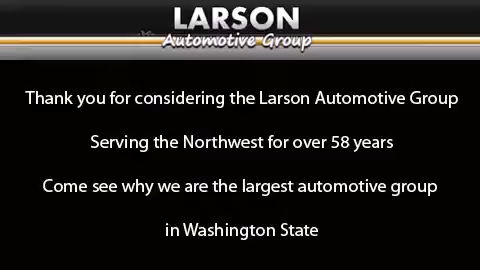 LARSON
Automotive Group
Thank you for considering the Larson Automotive Group
Serving the Northwest for over 58 years
Come see why we are the largest automotive group
in Washington State